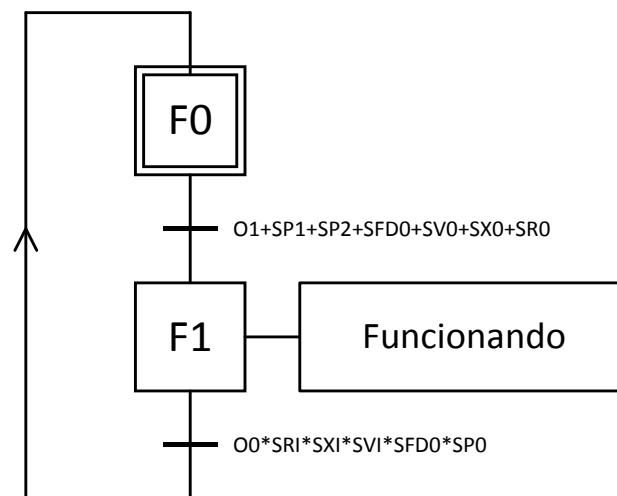 F0
O1+SP1+SP2+SFD0+SV0+SX0+SR0
F1
Funcionando
O0*SRI*SXI*SVI*SFD0*SP0